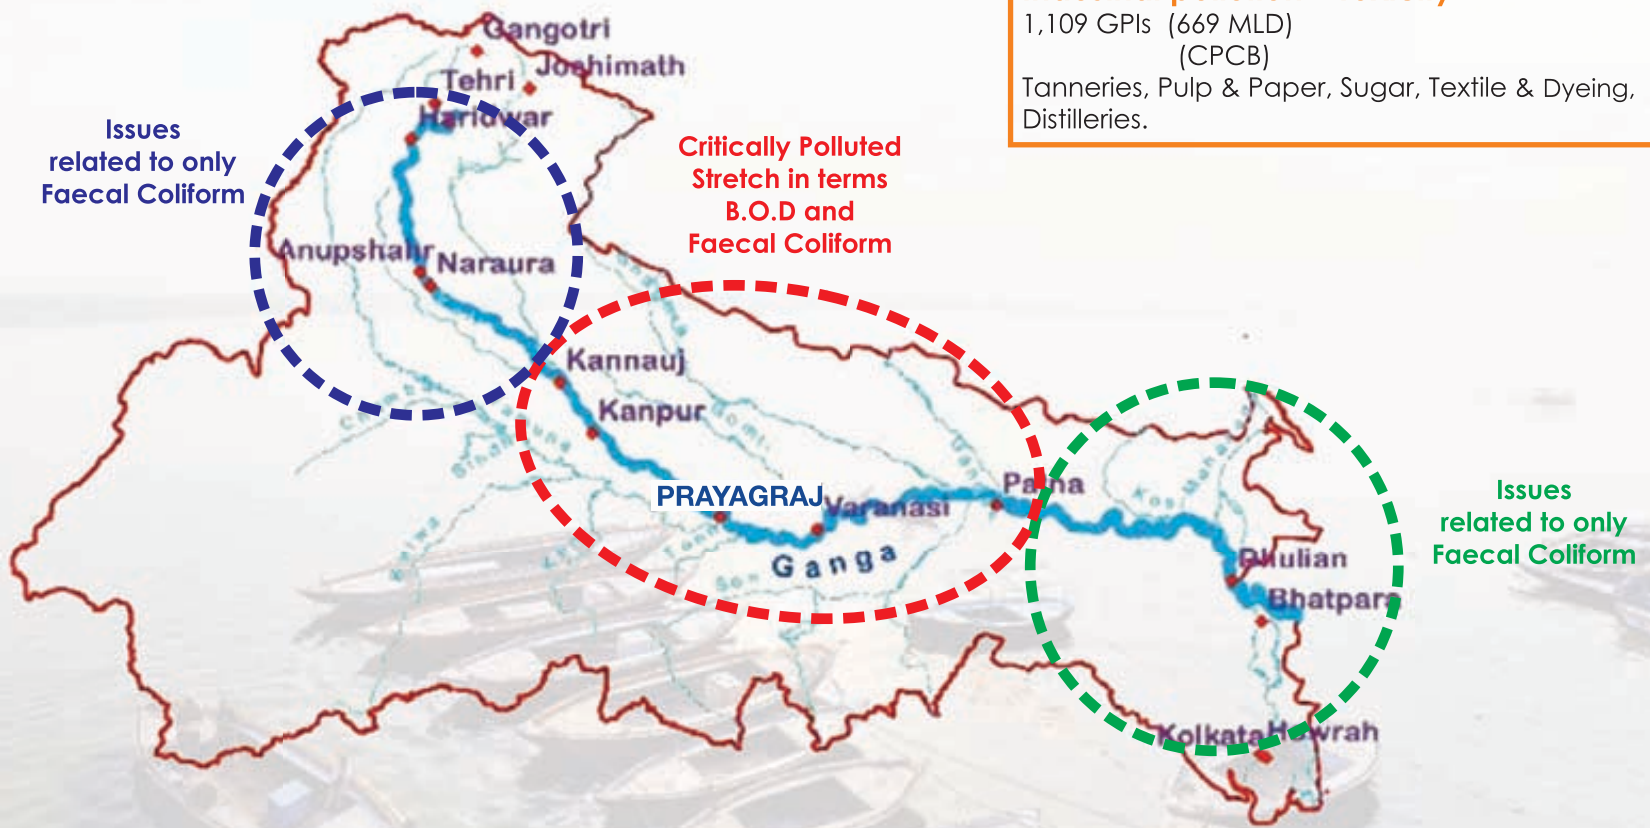 1,109 GPIs (669 MLD)
(CPCB)
Tanneries, Pulp & Paper, Sugar, Textile & Dyeing,
Distilleries.
Gangotri
Joshimath
Tehri
Haridwar
Issues
related to only
Faecal Coliform
Critically Polluted
Stretch in terms
B.O.D and
Faecal Coliform
Anupshahr
Naraura
Kannauj
Kanpur
PRAYAGRAJ
Varanasi
Patna
Ganga
Son
Issues
related to only
Faecal Coliform
Dhulian
Bhatpara
Kolkata
Howrah